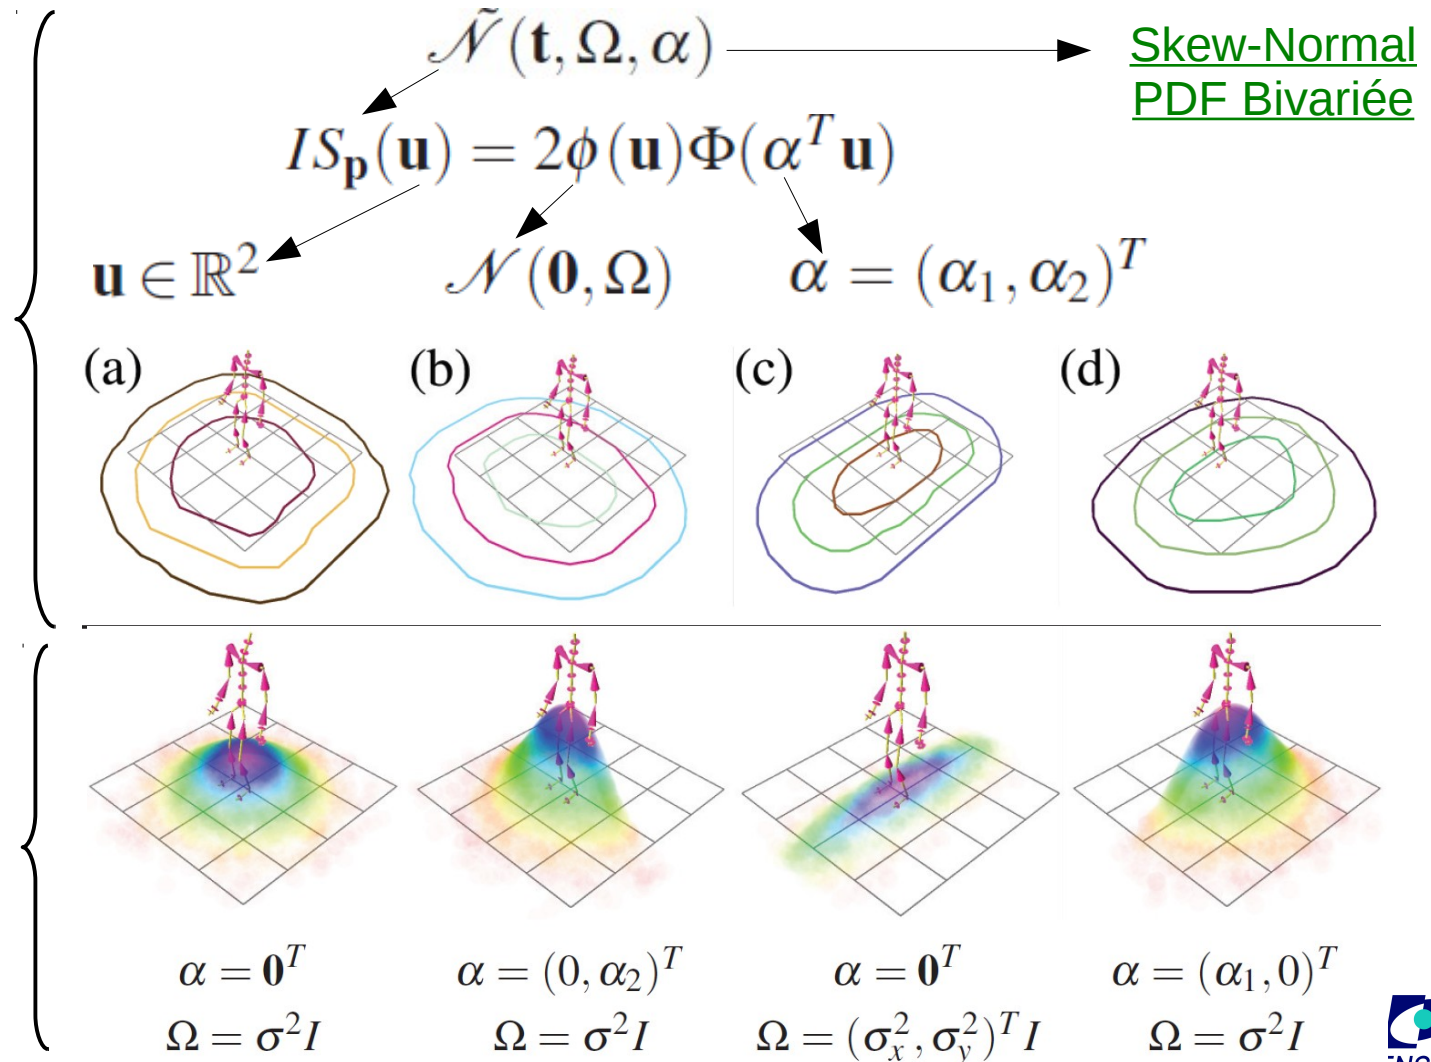 𝒩̃(𝐭, Ω, α)
Skew-Normal
PDF Bivariée
IS𝐩(𝐮) = 2ϕ(𝐮)Φ(α^T 𝐮)
𝐮 ∈ ℝ²
𝒩(𝟎, Ω)
α = (α₁, α₂)^T
(a) (b) (c) (d)
α = 𝟎^T
α = (0, α₂)^T
α = 𝟎^T
α = (α₁, 0)^T
Ω = σ²I
Ω = σ²I
Ω = (σ_x², σ_y²)^T I
Ω = σ²I